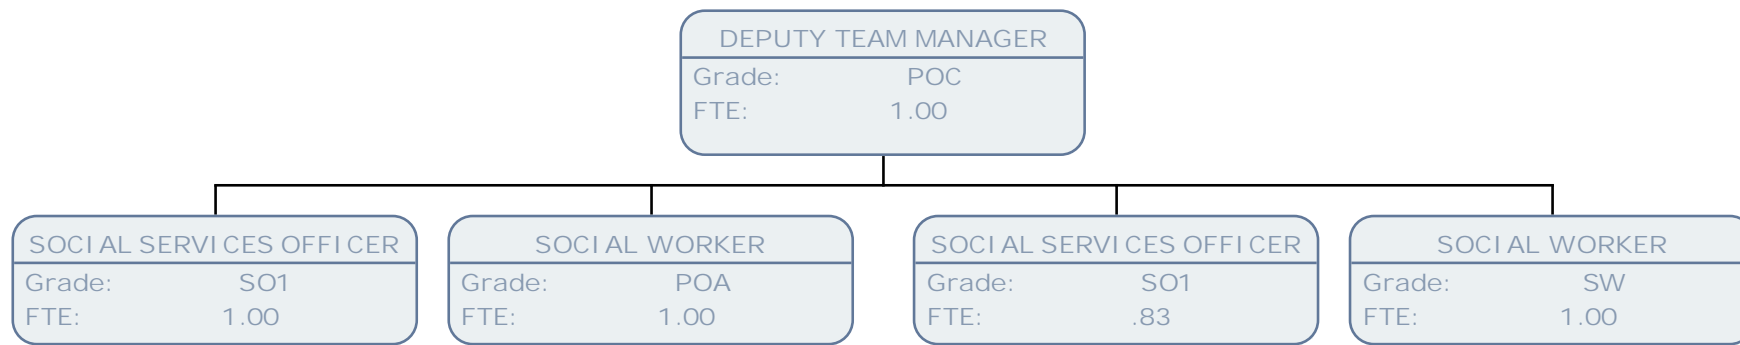 DEPUTY TEAM MANAGER
Grade: POC
FTE: 1.00
SOCIAL SERVICES OFFICER
Grade: SO1
FTE: 1.00
SOCIAL WORKER
Grade: POA
FTE: 1.00
SOCIAL SERVICES OFFICER
Grade: SO1
FTE: .83
SOCIAL WORKER
Grade: SW
FTE: 1.00